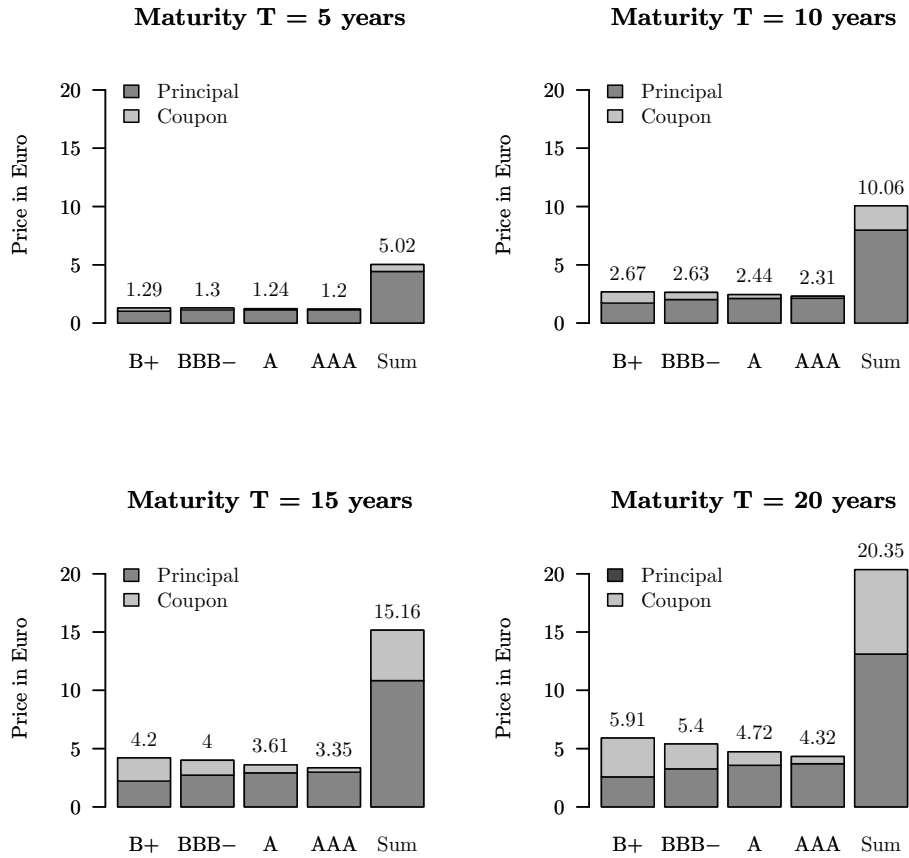 Maturity T = 5 years
Price in Euro
20
15
10
5
0
Principal
Coupon
1.29
1.3
1.24
1.2
5.02
B+ BBB− A AAA Sum
Maturity T = 10 years
Price in Euro
20
15
10
5
0
Principal
Coupon
2.67
2.63
2.44
2.31
10.06
B+ BBB− A AAA Sum
Maturity T = 15 years
Price in Euro
20
15
10
5
0
Principal
Coupon
4.2
4
3.61
3.35
15.16
B+ BBB− A AAA Sum
Maturity T = 20 years
Price in Euro
20
15
10
5
0
Principal
Coupon
5.91
5.4
4.72
4.32
20.35
B+ BBB− A AAA Sum